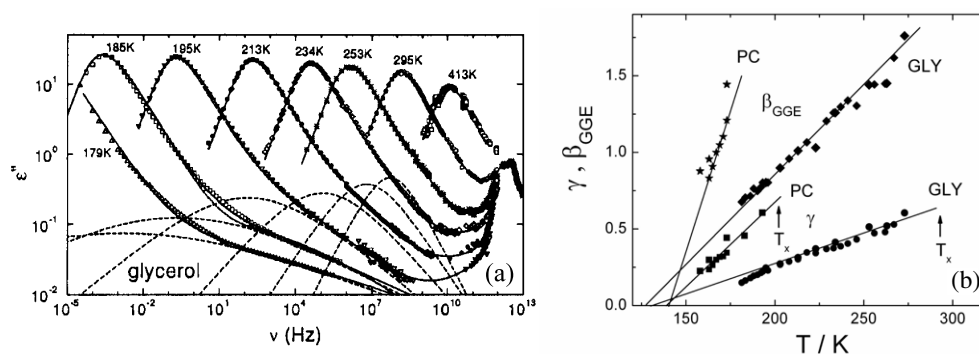 185K 195K 213K 234K 253K 295K 413K
179K
10¹
10⁰
10⁻¹
10⁻²
ε''
glycerol
(a)
10⁻⁵ 10⁻² 10¹ 10⁴ 10⁷ 10¹⁰ 10¹³
ν (Hz)
γ , β_GGE
1.5
1.0
0.5
0.0
PC
β_GGE
GLY
PC
γ
T_x
GLY
T_x
(b)
150 200 250 300
T / K